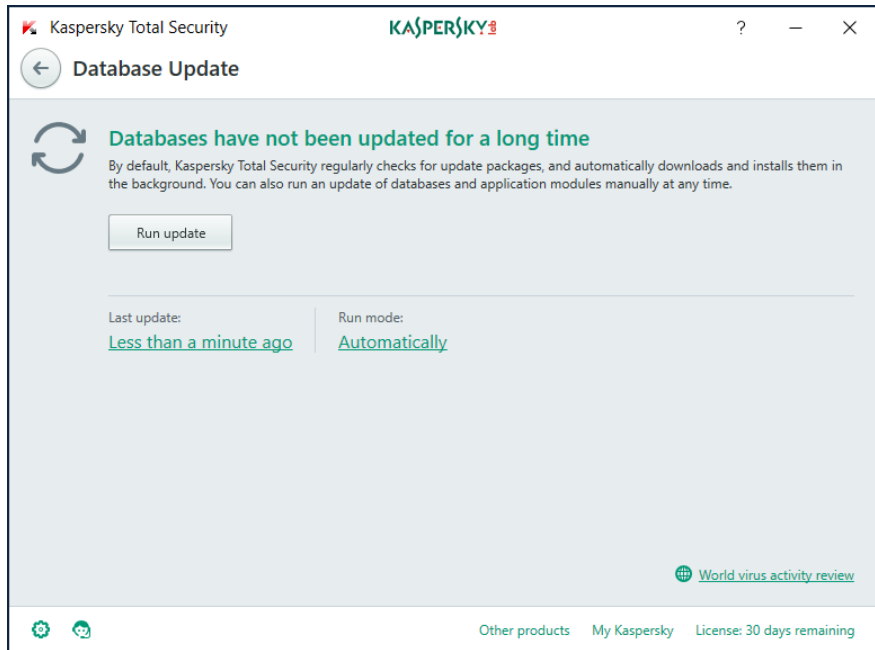 Kaspersky Total Security
KASPERSKY lab
?
Database Update
Databases have not been updated for a long time
By default, Kaspersky Total Security regularly checks for update packages, and automatically downloads and installs them in
the background. You can also run an update of databases and application modules manually at any time.
Run update
Last update: Run mode:
Less than a minute ago Automatically
World virus activity review
Other products My Kaspersky License: 30 days remaining